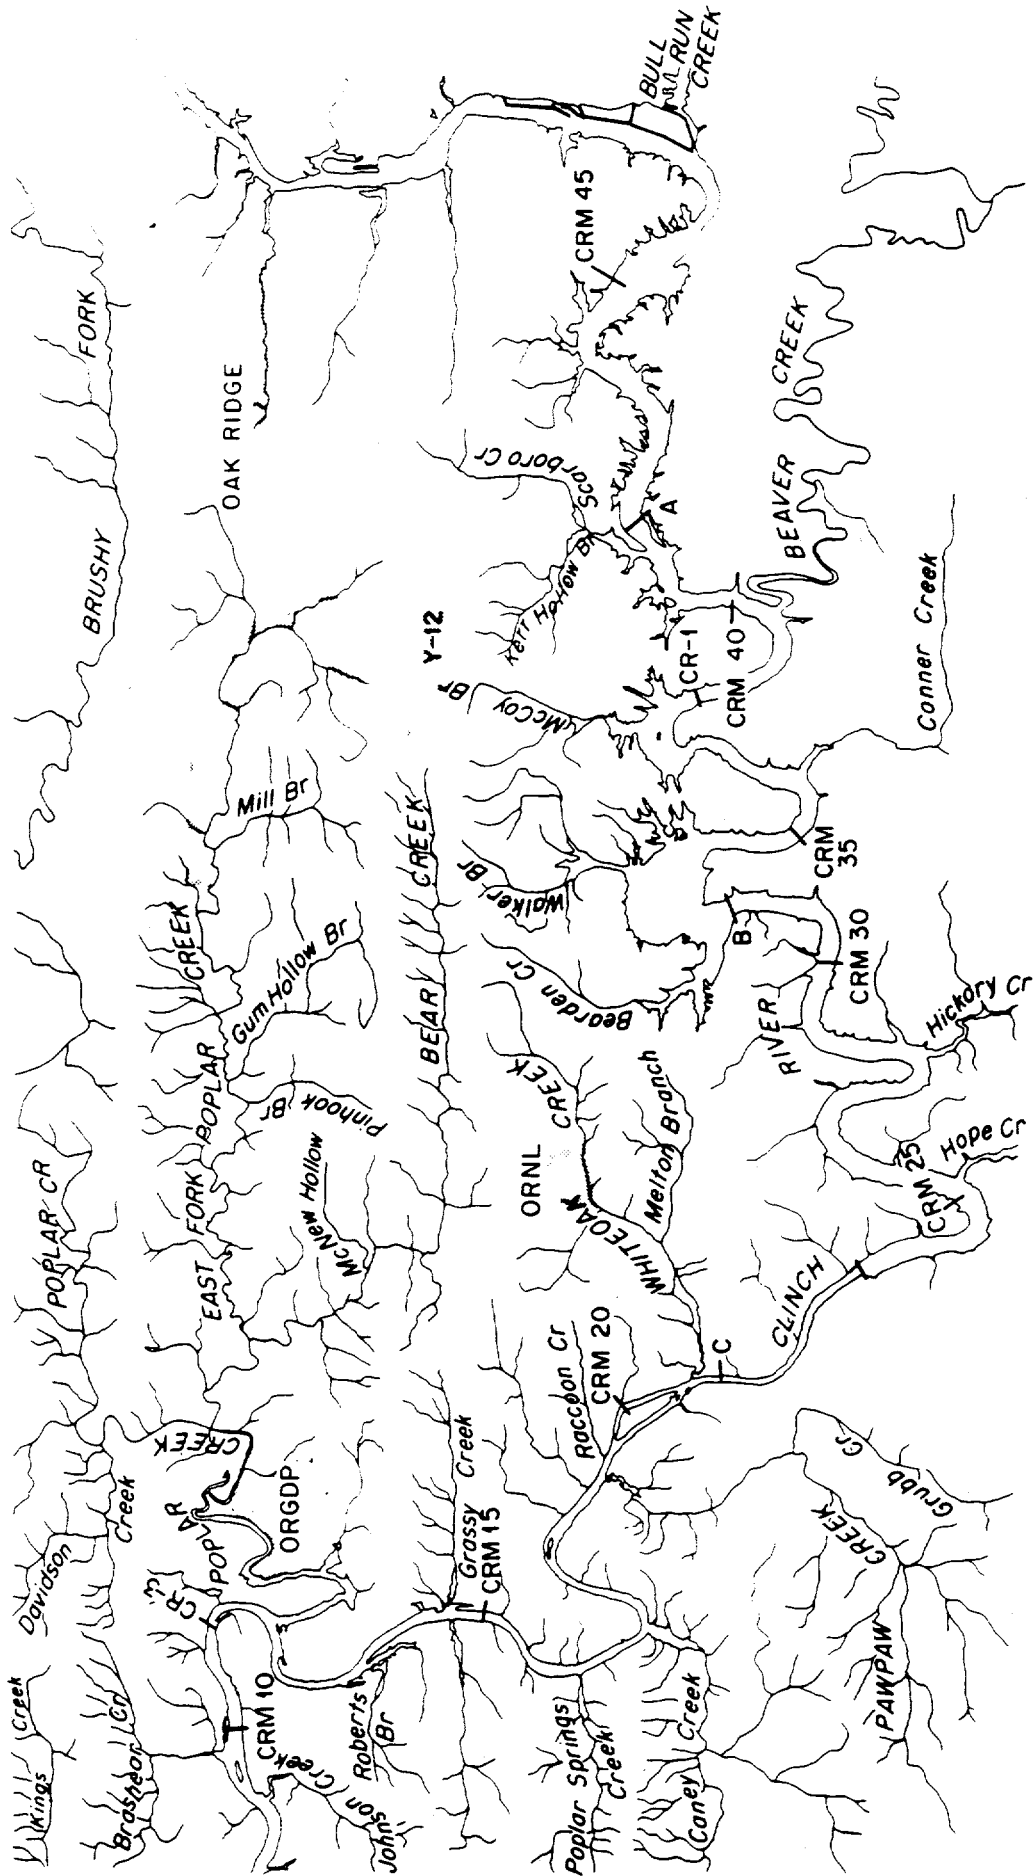 Kings Creek
Brashear Cr
Davidson
Creek
POPLAR CR
BRUSHY
FORK
CRM 10
POPLAR
CREEK
EAST
FORK
POPLAR
CREEK
Mill Br
OAK RIDGE
Gum Hollow Br
Pinhook Br
McNew Hollow
ORGDP
Johnson Creek
Roberts
Br
Grassy Creek
CRM 15
BEAR
CREEK
Y-12
McCoy
Br
Kerr Hollow Br
Scarboro Cr
CRM 45
BULL
RUN
CREEK
Poplar Springs
Creek
Caney Creek
Raccoon Cr
CRM 20
ORNL
WHITEOAK
CREEK
Melton Branch
Bearden Cr
Walker Br
A
C
B
CR-1
CRM 40
BEAVER
CREEK
CLINCH
RIVER
CRM
35
CRM 30
CRM 25
Hope Cr
Hickory Cr
Conner Creek
PAWPAW
CREEK
Grubb
Cr